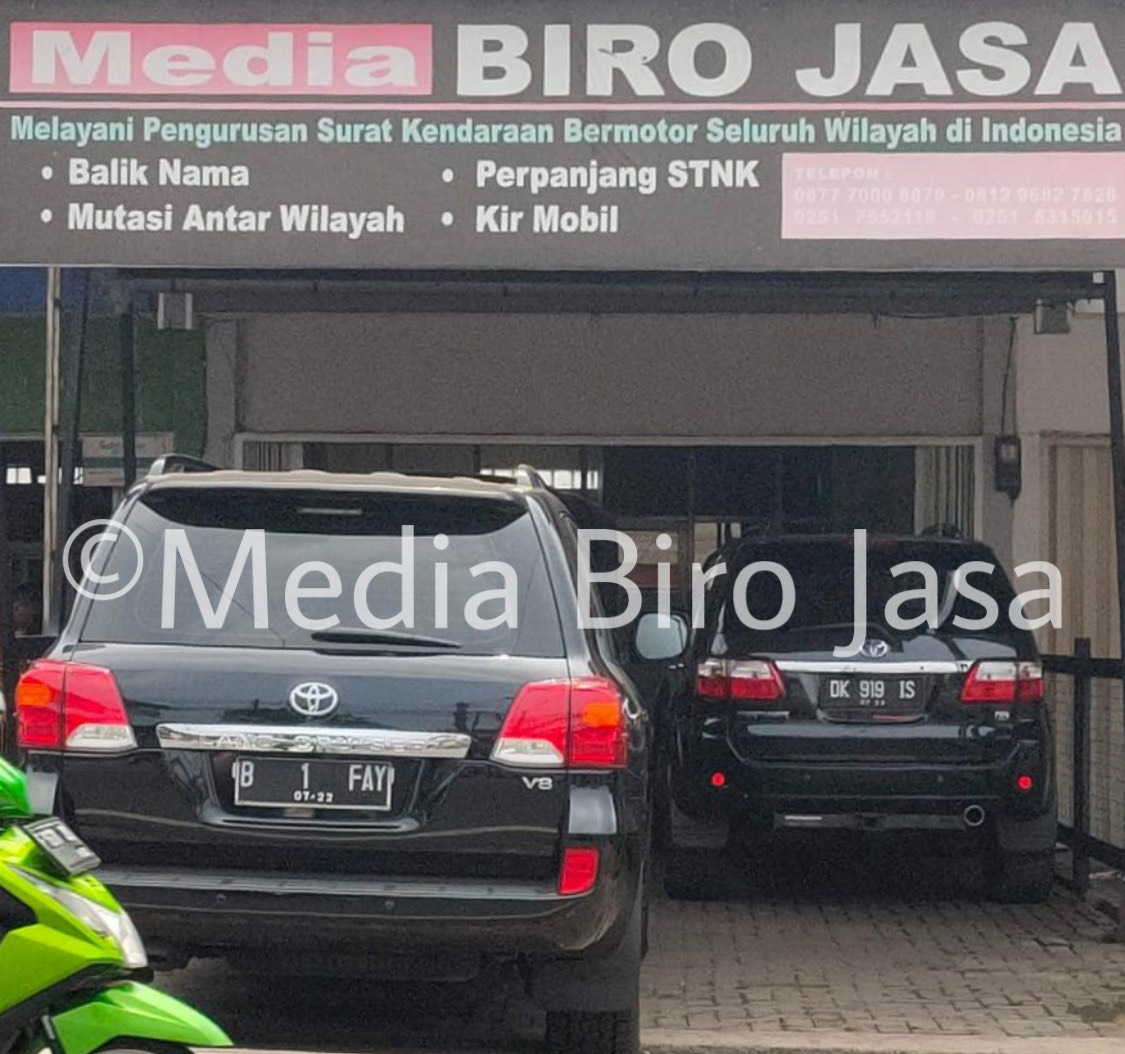 Media BIRO JASA
Melayani Pengurusan Surat Kendaraan Bermotor Seluruh Wilayah di Indonesia
• Balik Nama
• Perpanjang STNK
• Mutasi Antar Wilayah
• Kir Mobil
TELEPON :
©Media Biro Jasa
DK 919 IS
B 1 FAY
07-22
V8